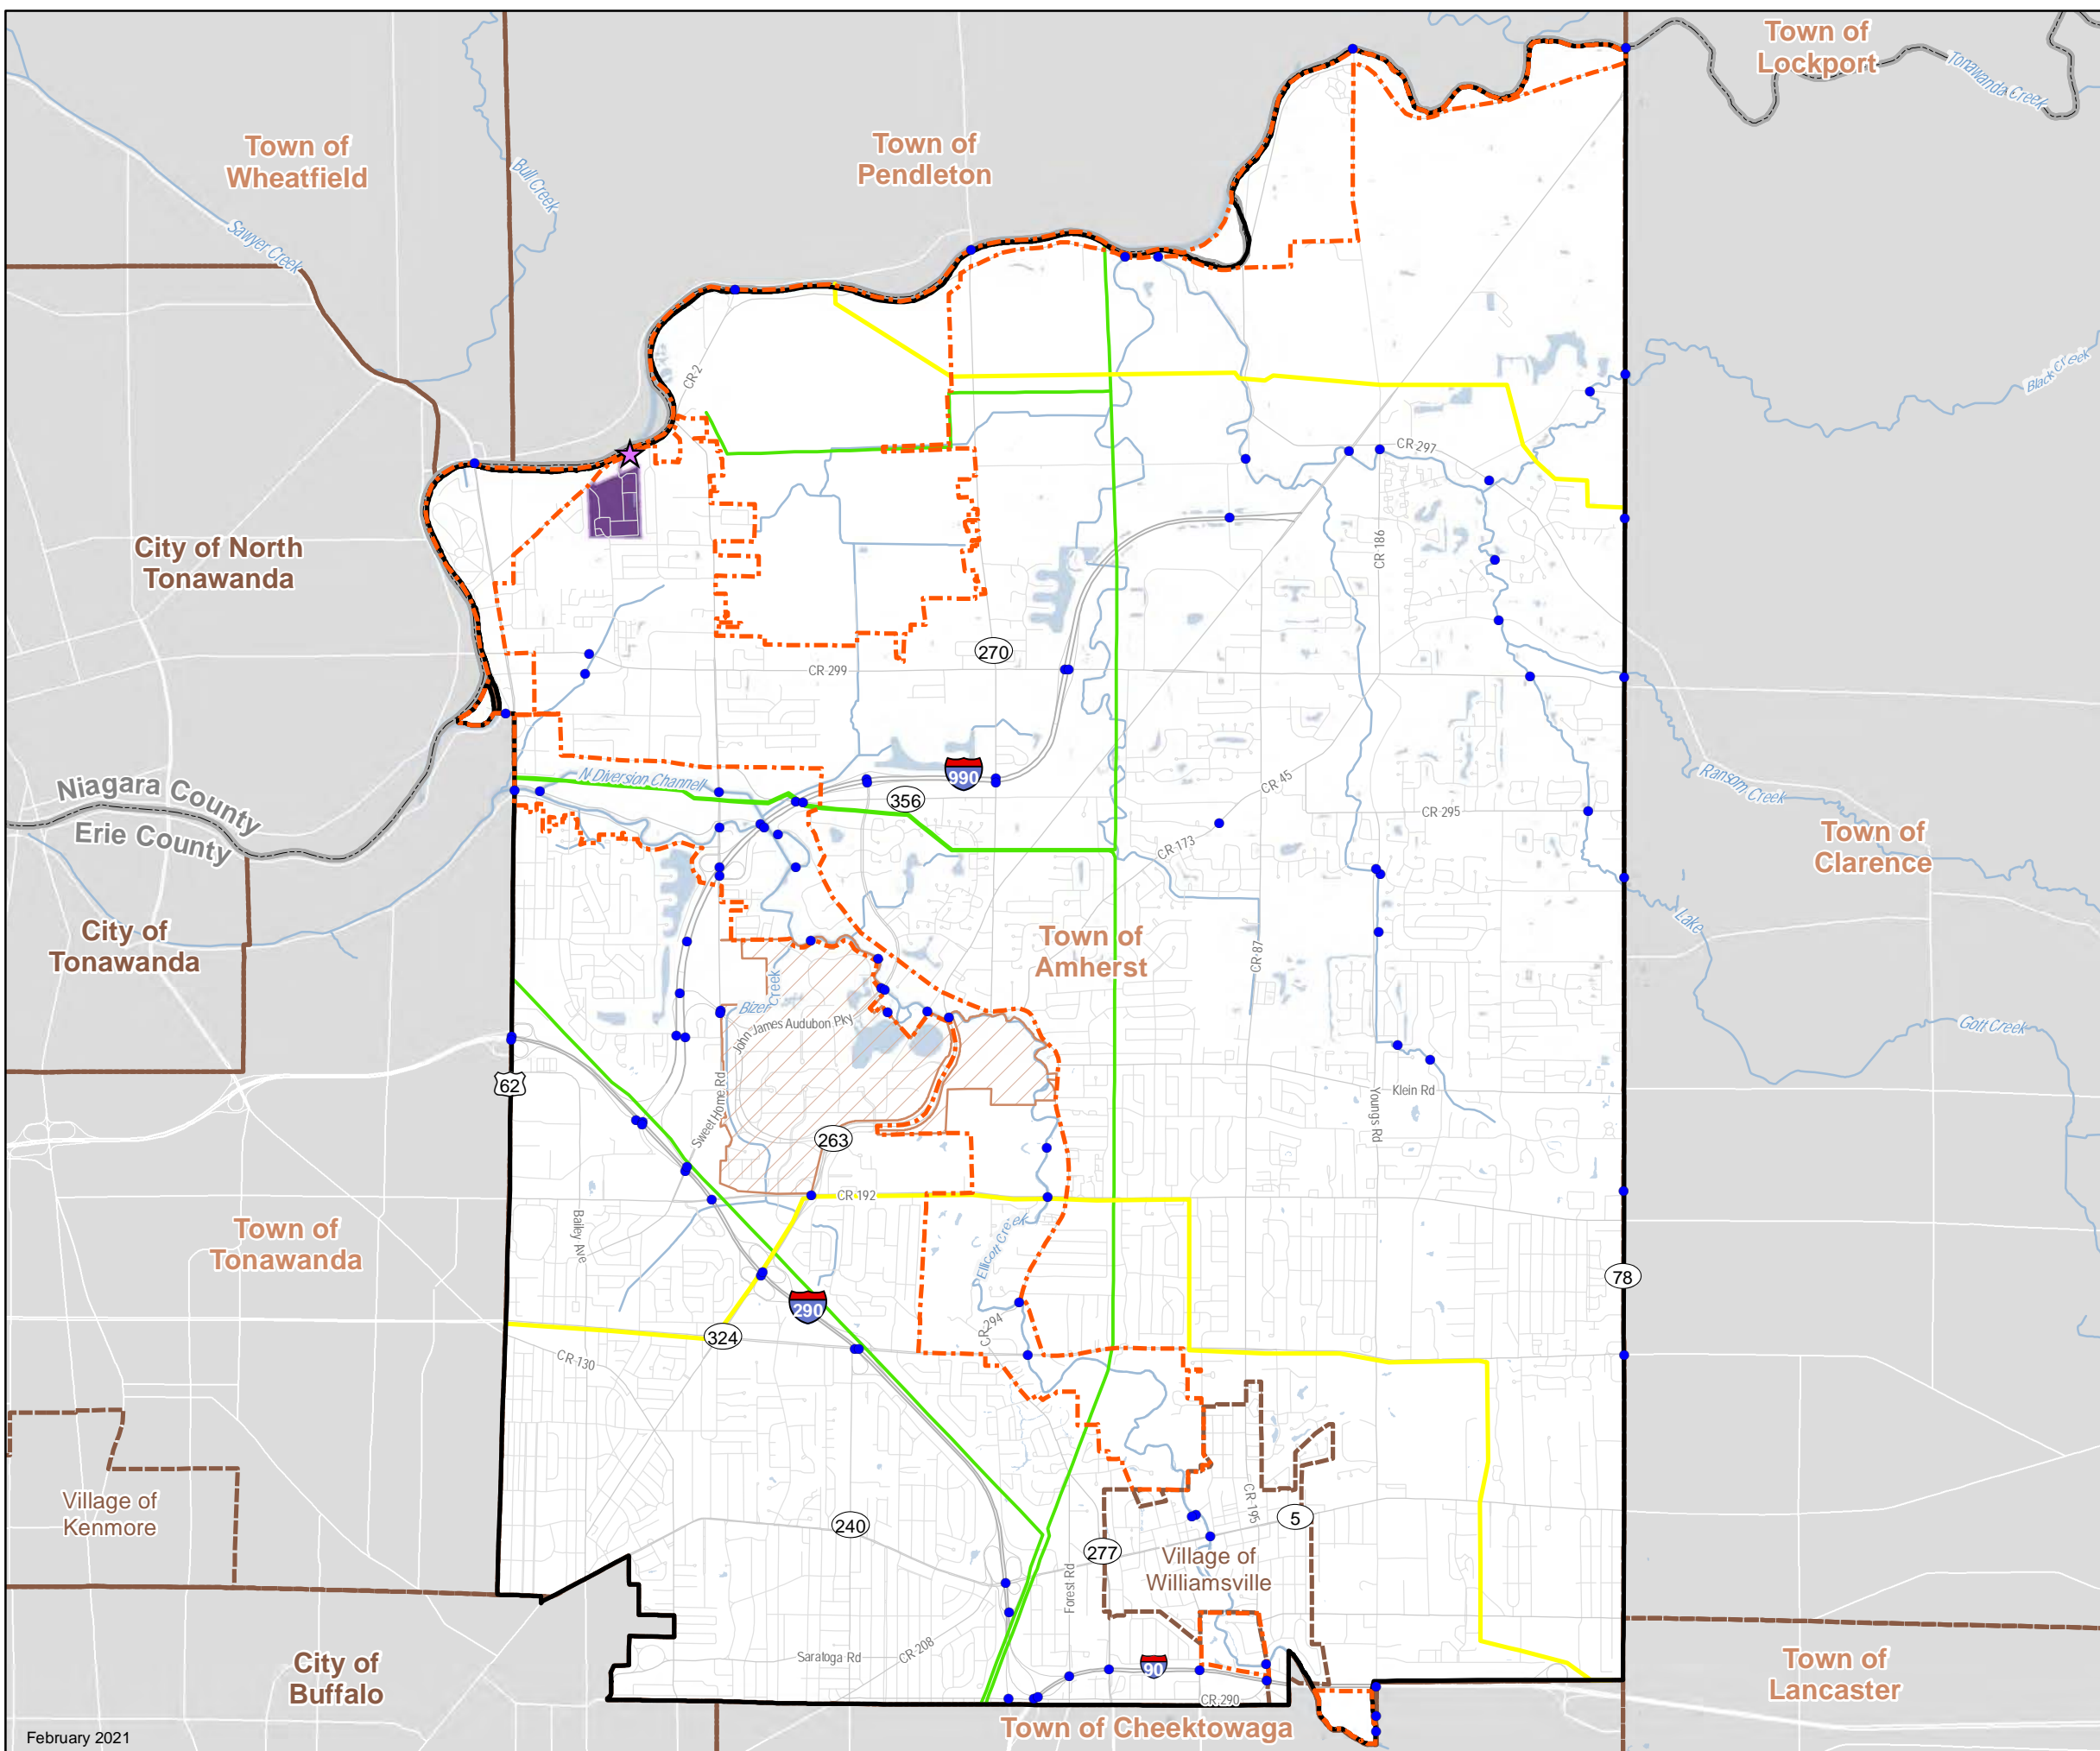 Town of
Lockport
Tonawanda Creek
Town of
Wheatfield
Town of
Pendleton
Bull Creek
Sawyer Creek
CR 2
Black Creek
CR 297
City of North
Tonawanda
CR 186
270
CR 299
N Diversion Channell
990
356
CR 45
CR 295
Ransom Creek
Niagara County
Erie County
CR 173
Town of
Clarence
City of
Tonawanda
Town of
Amherst
CR 87
Lake
Bizer Creek
John James Audubon Pky
Gott Creek
62
Sweet Home Rd
Youngs Rd
Klein Rd
263
CR 192
Town of
Tonawanda
Bailey Ave
Ellicott Creek
78
290
324
CR 294
CR 130
Village of
Kenmore
240
CR 195
5
277
Village of
Williamsville
Forest Rd
Saratoga Rd
CR 208
90
City of
Buffalo
CR 290
Town of
Lancaster
Town of Cheektowaga
February 2021